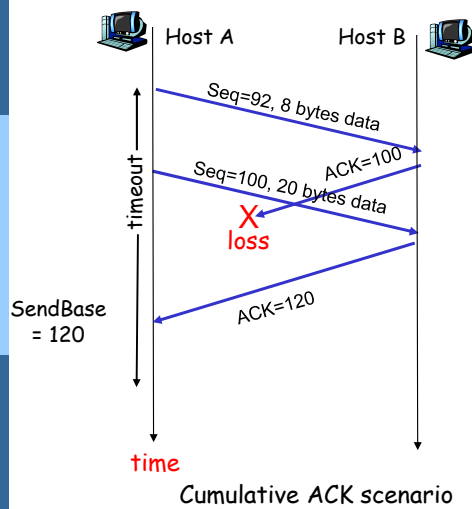 Host A
Host B
Seq=92, 8 bytes data
ACK=100
timeout
Seq=100, 20 bytes data
X
loss
ACK=120
SendBase
= 120
time
Cumulative ACK scenario